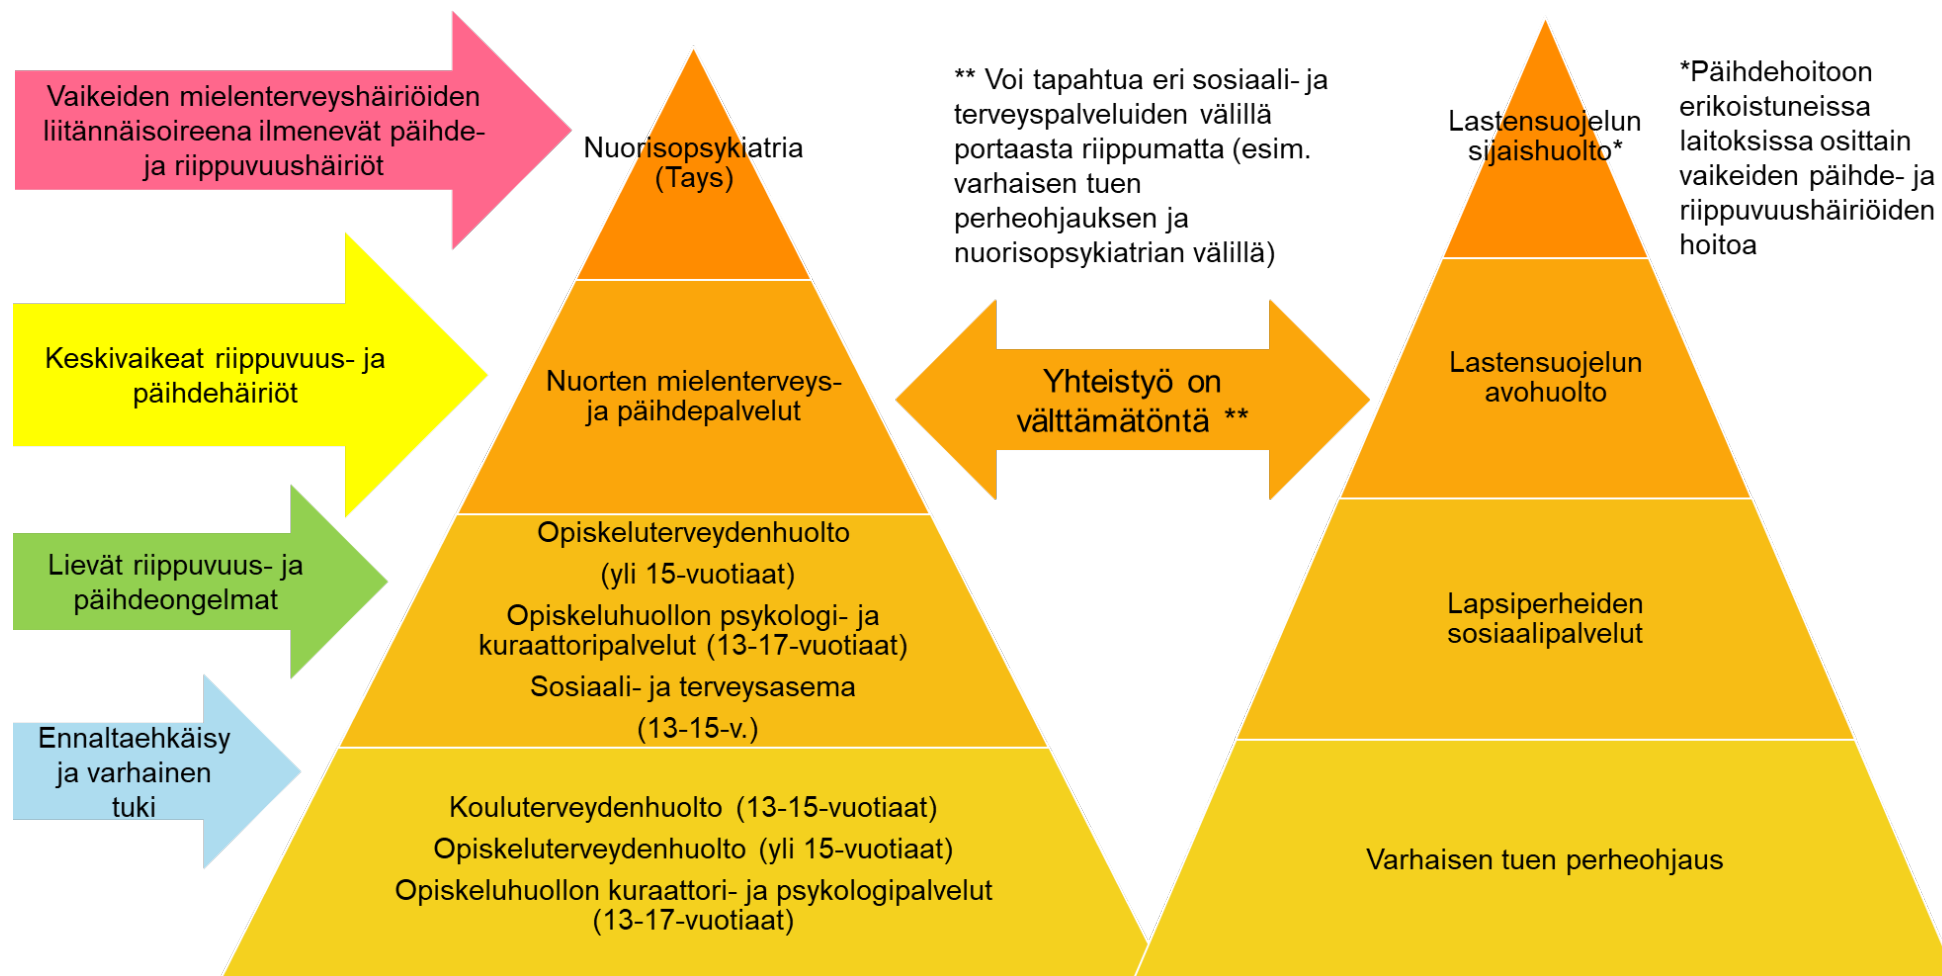 Vaikeiden mielenterveyshäiriöiden
liitännäisoireena ilmenevät päihde-
ja riippuvuushäiriöt
Keskivaikeat riippuvuus- ja
päihdehäiriöt
Lievät riippuvuus- ja
päihdeongelmat
Ennaltaehkäisy
ja varhainen
tuki
Nuorisopsykiatria
(Tays)
Nuorten mielenterveys-
ja päihdepalvelut
Opiskeluterveydenhuolto
(yli 15-vuotiaat)
Opiskeluhuollon psykologi- ja
kuraattoripalvelut (13-17-vuotiaat)
Sosiaali- ja terveysasema
(13-15-v.)
Kouluterveydenhuolto (13-15-vuotiaat)
Opiskeluterveydenhuolto (yli 15-vuotiaat)
Opiskeluhuollon kuraattori- ja psykologipalvelut
(13-17-vuotiaat)
** Voi tapahtua eri sosiaali- ja
terveyspalveluiden välillä
portaasta riippumatta (esim.
varhaisen tuen
perheohjauksen ja
nuorisopsykiatrian välillä)
Yhteistyö on
välttämätöntä **
Lastensuojelun
sijaishuolto*
Lastensuojelun
avohuolto
Lapsiperheiden
sosiaalipalvelut
Varhaisen tuen perheohjaus
*Päihdehoitoon
erikoistuneissa
laitoksissa osittain
vaikeiden päihde- ja
riippuvuushäiriöiden
hoitoa